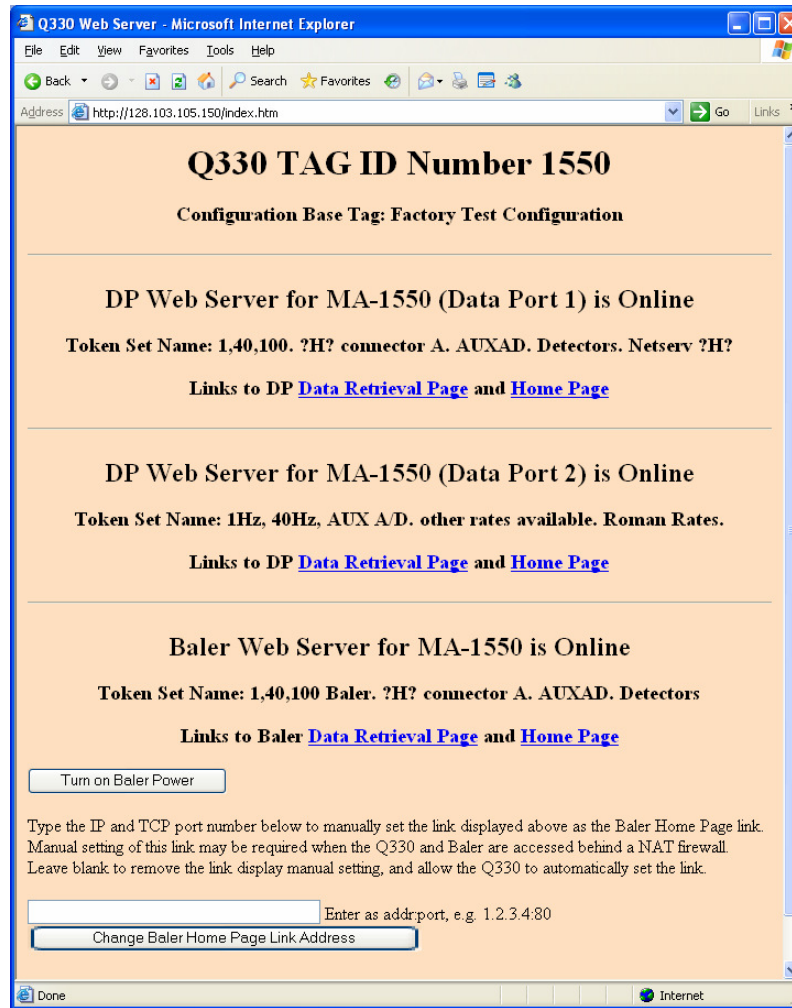 Q330 Web Server - Microsoft Internet Explorer
File Edit View Favorites Tools Help
Back Search Favorites
Address http://128.103.105.150/index.htm Go Links
Q330 TAG ID Number 1550
Configuration Base Tag: Factory Test Configuration
DP Web Server for MA-1550 (Data Port 1) is Online
Token Set Name: 1,40,100. ?H? connector A. AUXAD. Detectors. Netserv ?H?
Links to DP Data Retrieval Page and Home Page
DP Web Server for MA-1550 (Data Port 2) is Online
Token Set Name: 1Hz, 40Hz, AUX A/D. other rates available. Roman Rates.
Links to DP Data Retrieval Page and Home Page
Baler Web Server for MA-1550 is Online
Token Set Name: 1,40,100 Baler. ?H? connector A. AUXAD. Detectors
Links to Baler Data Retrieval Page and Home Page
Turn on Baler Power
Type the IP and TCP port number below to manually set the link displayed above as the Baler Home Page link.
Manual setting of this link may be required when the Q330 and Baler are accessed behind a NAT firewall.
Leave blank to remove the link display manual setting, and allow the Q330 to automatically set the link.
Enter as addr:port, e.g. 1.2.3.4:80
Change Baler Home Page Link Address
Done Internet